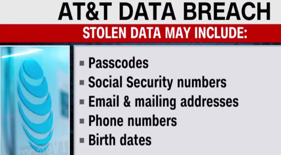 AT&T DATA BREACH
STOLEN DATA MAY INCLUDE:
▪ Passcodes
▪ Social Security numbers
▪ Email & mailing addresses
▪ Phone numbers
▪ Birth dates